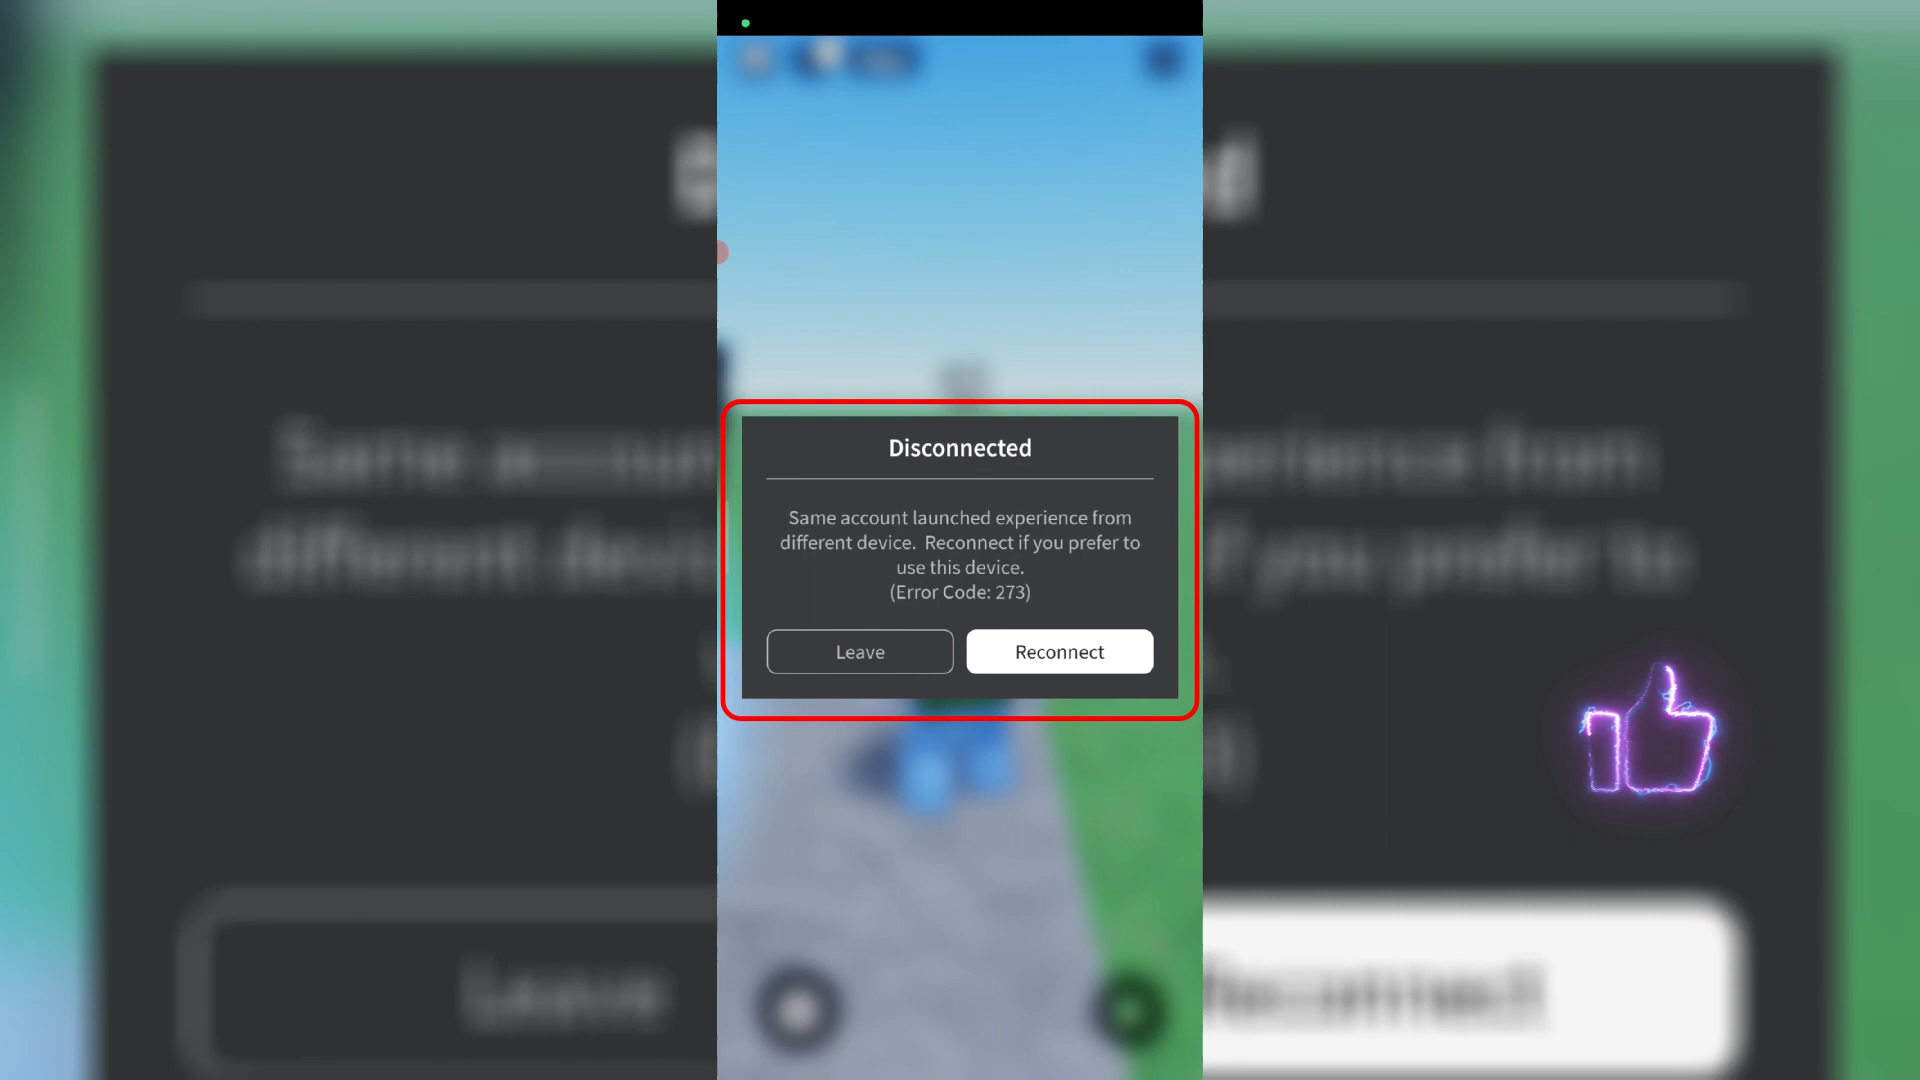 Disconnected
Same account launched experience from
different device. Reconnect if you prefer to
use this device.
(Error Code: 273)
Leave
Reconnect